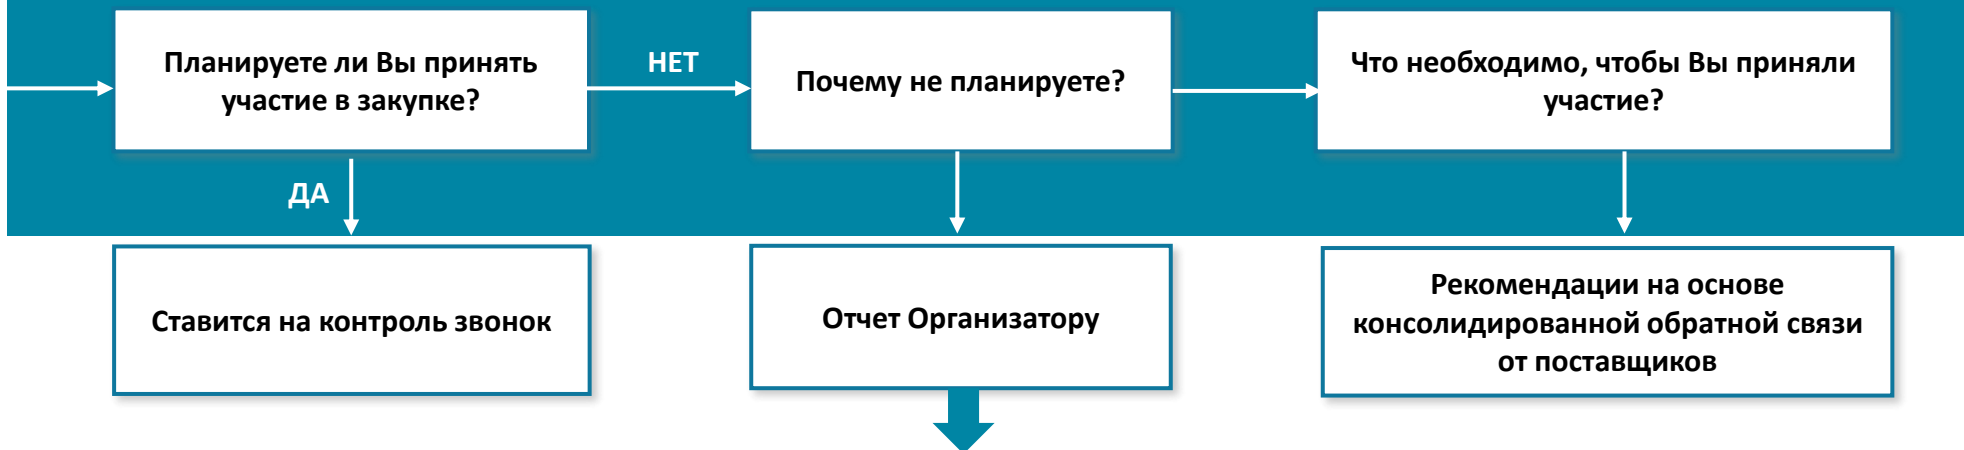 Планируете ли Вы принять
участие в закупке?
НЕТ
Почему не планируете?
Что необходимо, чтобы Вы приняли
участие?
ДА
Ставится на контроль звонок
Отчет Организатору
Рекомендации на основе
консолидированной обратной связи
от поставщиков